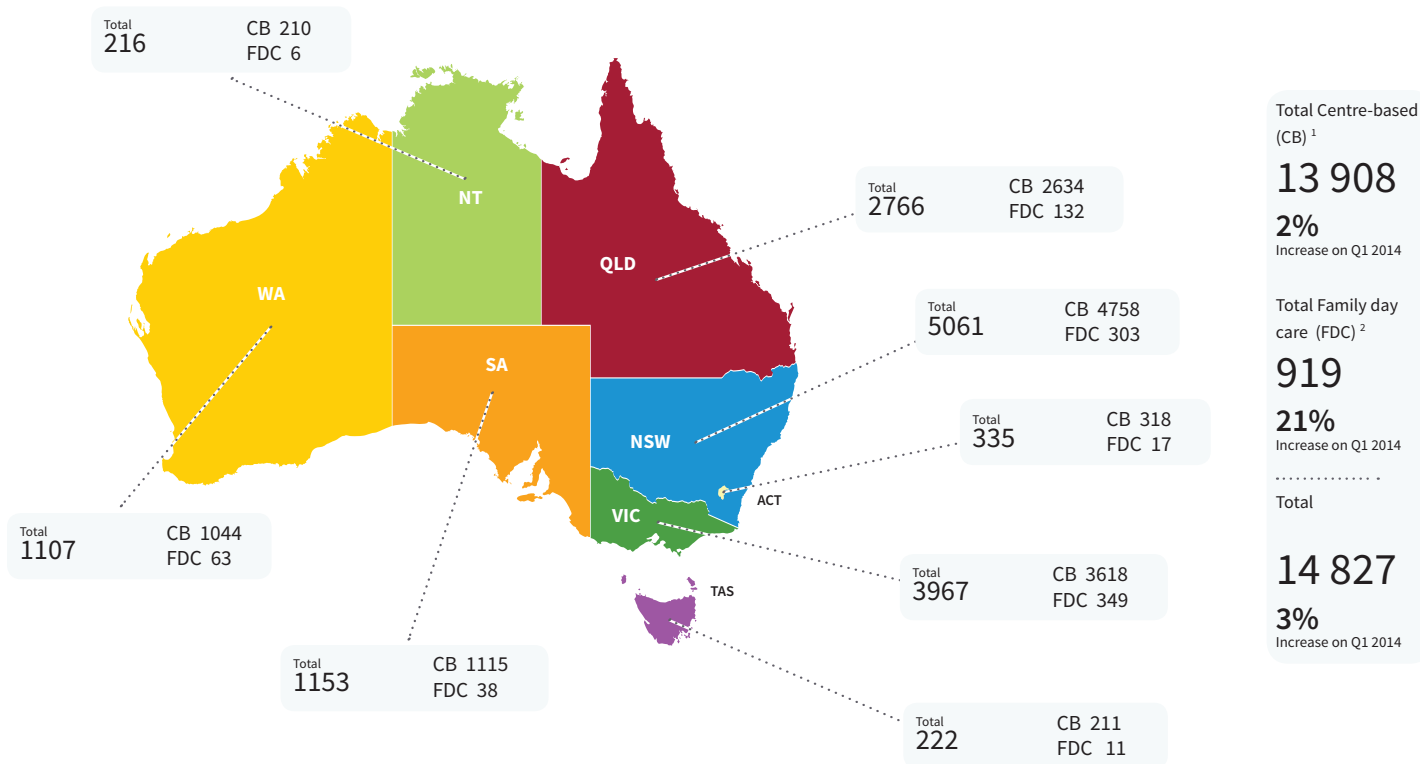 Total
216
CB 210
FDC 6
NT
QLD
WA
SA
NSW
VIC
ACT
TAS
Total
2766
CB 2634
FDC 132
Total
5061
CB 4758
FDC 303
Total
335
CB 318
FDC 17
Total
3967
CB 3618
FDC 349
Total
222
CB 211
FDC 11
Total
1107
CB 1044
FDC 63
Total
1153
CB 1115
FDC 38
Total Centre-based
(CB) 1
13 908
2%
Increase on Q1 2014
Total Family day
care (FDC) 2
919
21%
Increase on Q1 2014
Total
14 827
3%
Increase on Q1 2014